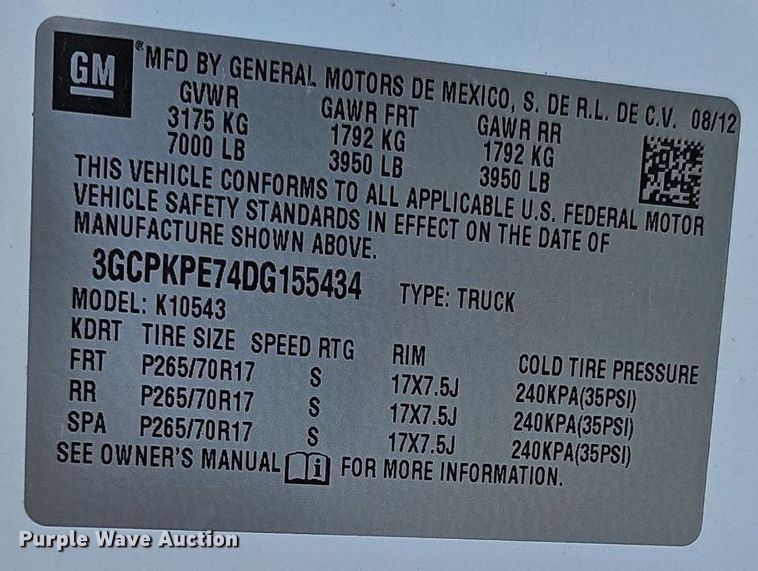 GM
®MFD BY GENERAL MOTORS DE MEXICO, S. DE R.L. DE C.V. 08/12
GVWR GAWR FRT GAWR RR
3175 KG 1792 KG 1792 KG
7000 LB 3950 LB 3950 LB
THIS VEHICLE CONFORMS TO ALL APPLICABLE U.S. FEDERAL MOTOR
VEHICLE SAFETY STANDARDS IN EFFECT ON THE DATE OF
MANUFACTURE SHOWN ABOVE.
3GCPKPE74DG155434 TYPE: TRUCK
MODEL: K10543
KDRT TIRE SIZE SPEED RTG RIM COLD TIRE PRESSURE
FRT P265/70R17 S 17X7.5J 240KPA(35PSI)
RR P265/70R17 S 17X7.5J 240KPA(35PSI)
SPA P265/70R17 S 17X7.5J 240KPA(35PSI)
SEE OWNER'S MANUAL i FOR MORE INFORMATION.
Purple Wave Auction